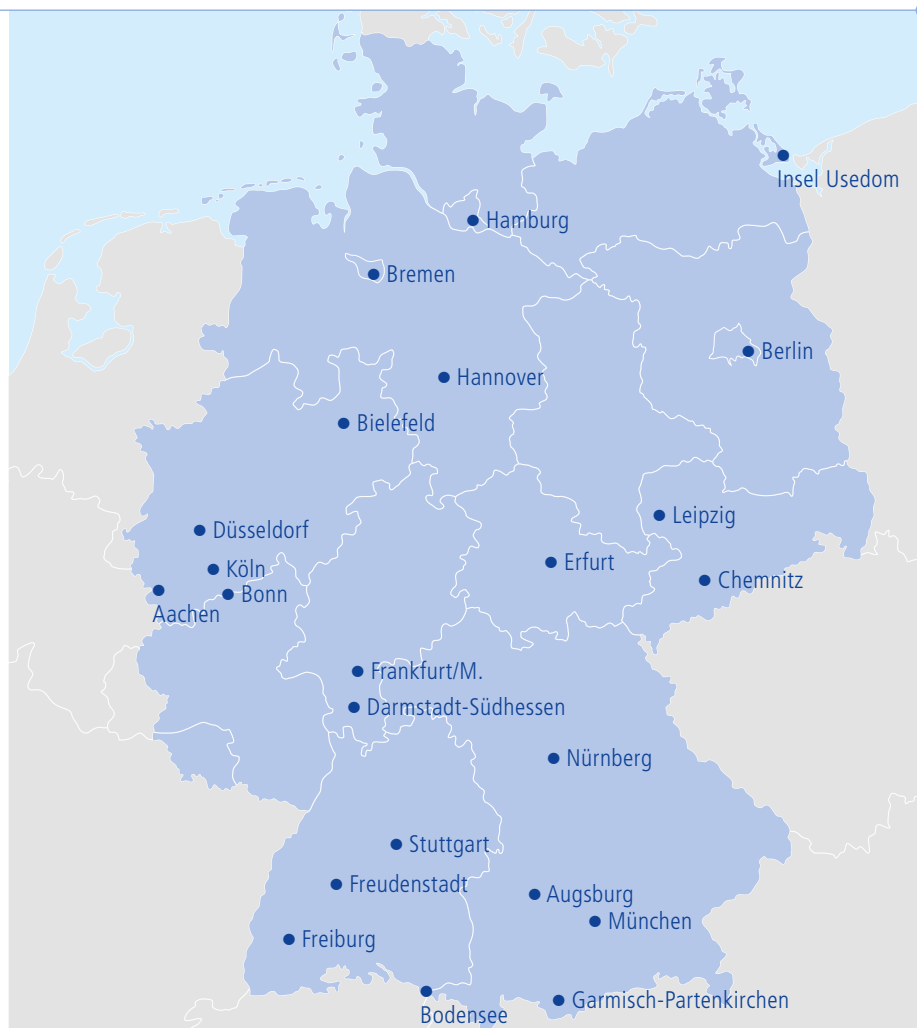 Insel Usedom
Hamburg
Bremen
Berlin
Hannover
Bielefeld
Leipzig
Düsseldorf
Erfurt
Köln
Chemnitz
Bonn
Aachen
Frankfurt/M.
Darmstadt-Südhessen
Nürnberg
Stuttgart
Freudenstadt
Augsburg
München
Freiburg
Garmisch-Partenkirchen
Bodensee